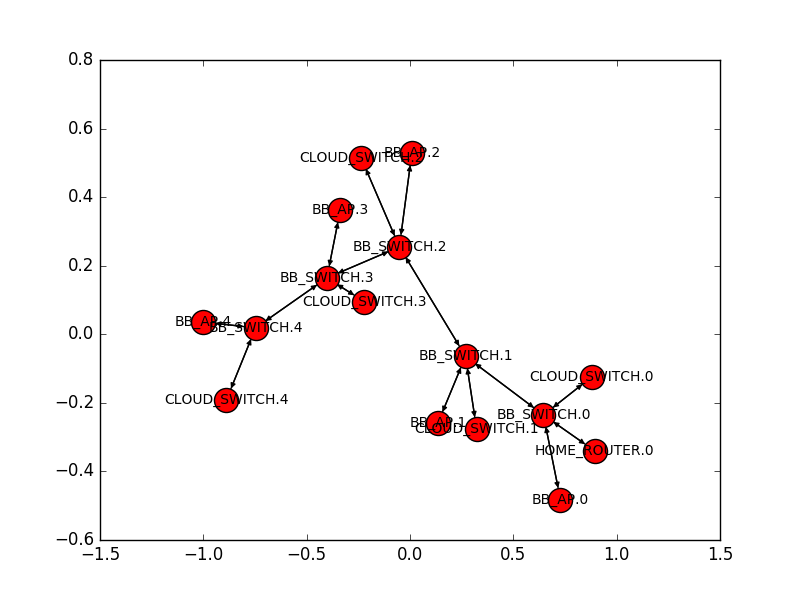 0.8
0.6
0.4
0.2
0.0
−0.2
−0.4
−0.6
−1.5
−1.0
−0.5
0.0
0.5
1.0
1.5
CLOUD_SWITCH.2
BB_AP.2
BB_AP.3
BB_SWITCH.2
BB_SWITCH.3
CLOUD_SWITCH.3
BB_AP.4
BB_SWITCH.4
CLOUD_SWITCH.4
BB_SWITCH.1
CLOUD_SWITCH.0
BB_SWITCH.0
BB_AP.1
CLOUD_SWITCH.1
HOME_ROUTER.0
BB_AP.0